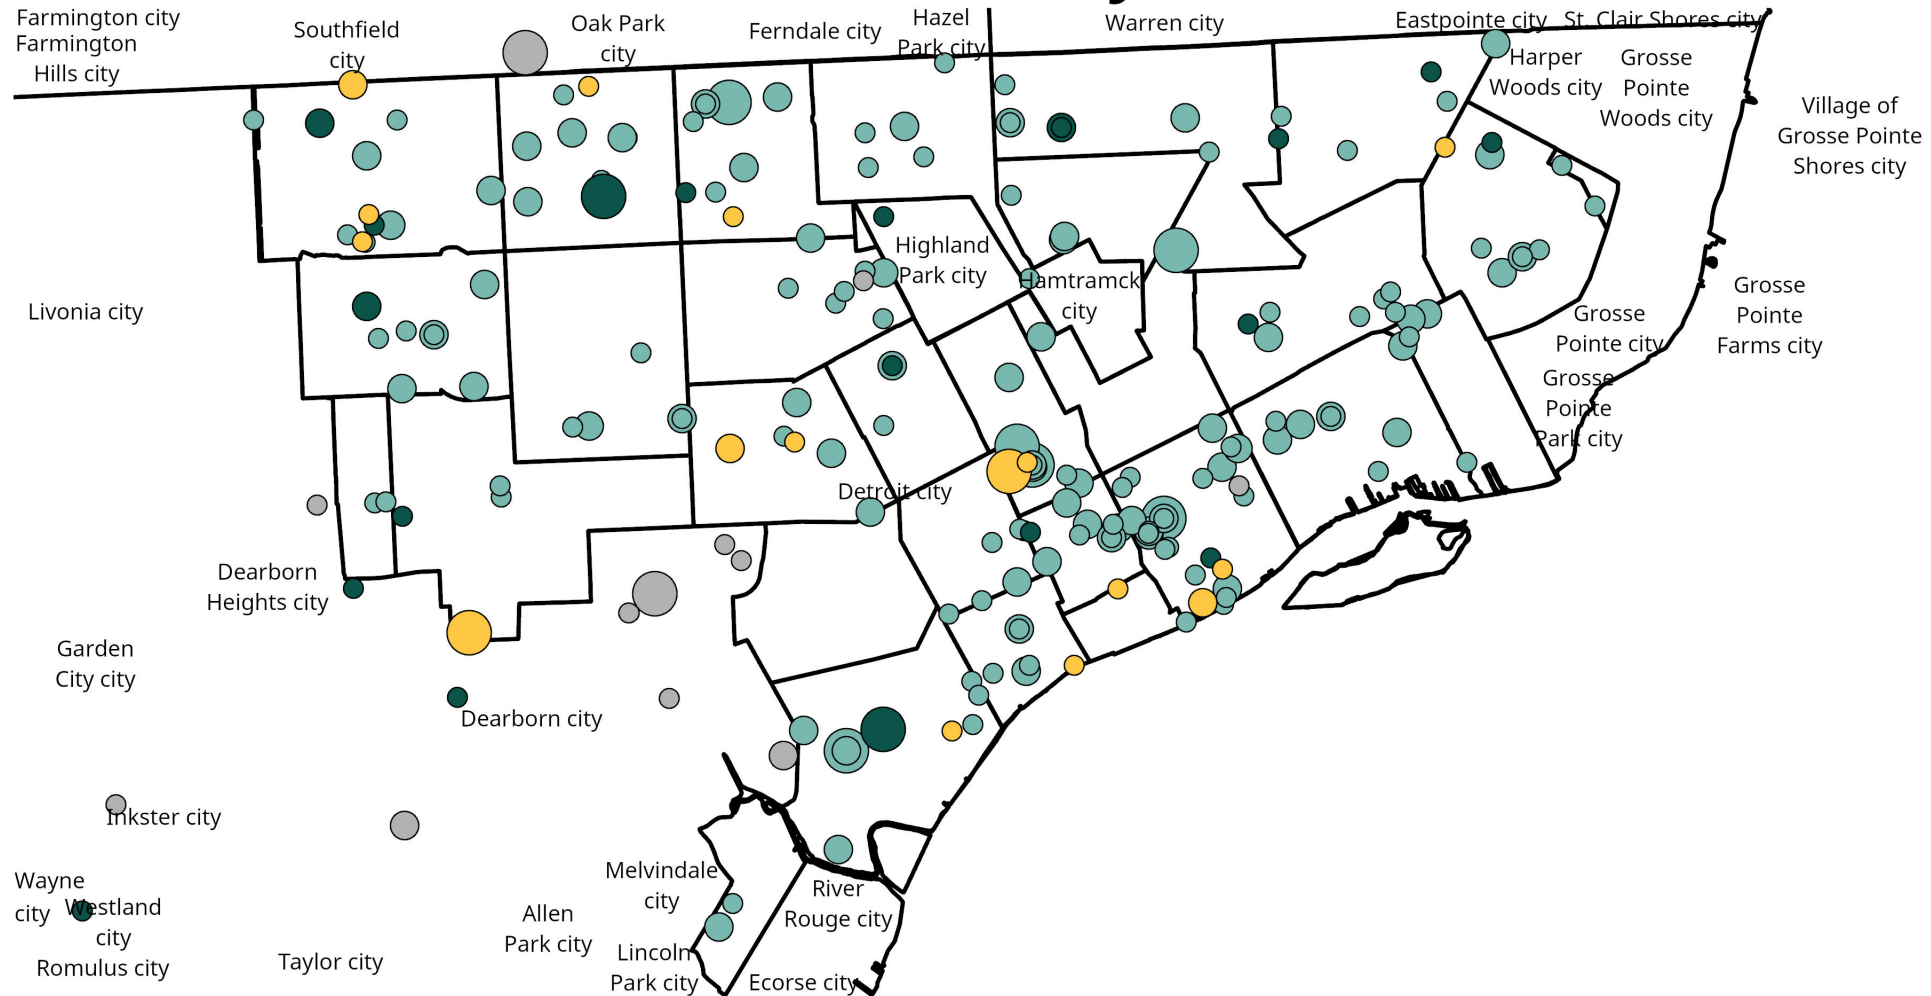 Farmington city
Farmington
Hills city
Southfield
city
Oak Park
city
Ferndale city
Hazel
Park city
Warren city
Eastpointe city
St. Clair Shores city
Harper
Woods city
Grosse
Pointe
Woods city
Village of
Grosse Pointe
Shores city
Highland
Park city
Hamtramck
city
Livonia city
Grosse
Pointe city
Grosse
Pointe
Farms city
Grosse
Pointe
Park city
Detroit city
Dearborn
Heights city
Garden
City city
Dearborn city
Inkster city
Wayne
city
Westland
city
Romulus city
Taylor city
Allen
Park city
Melvindale
city
Lincoln
Park city
River
Rouge city
Ecorse city